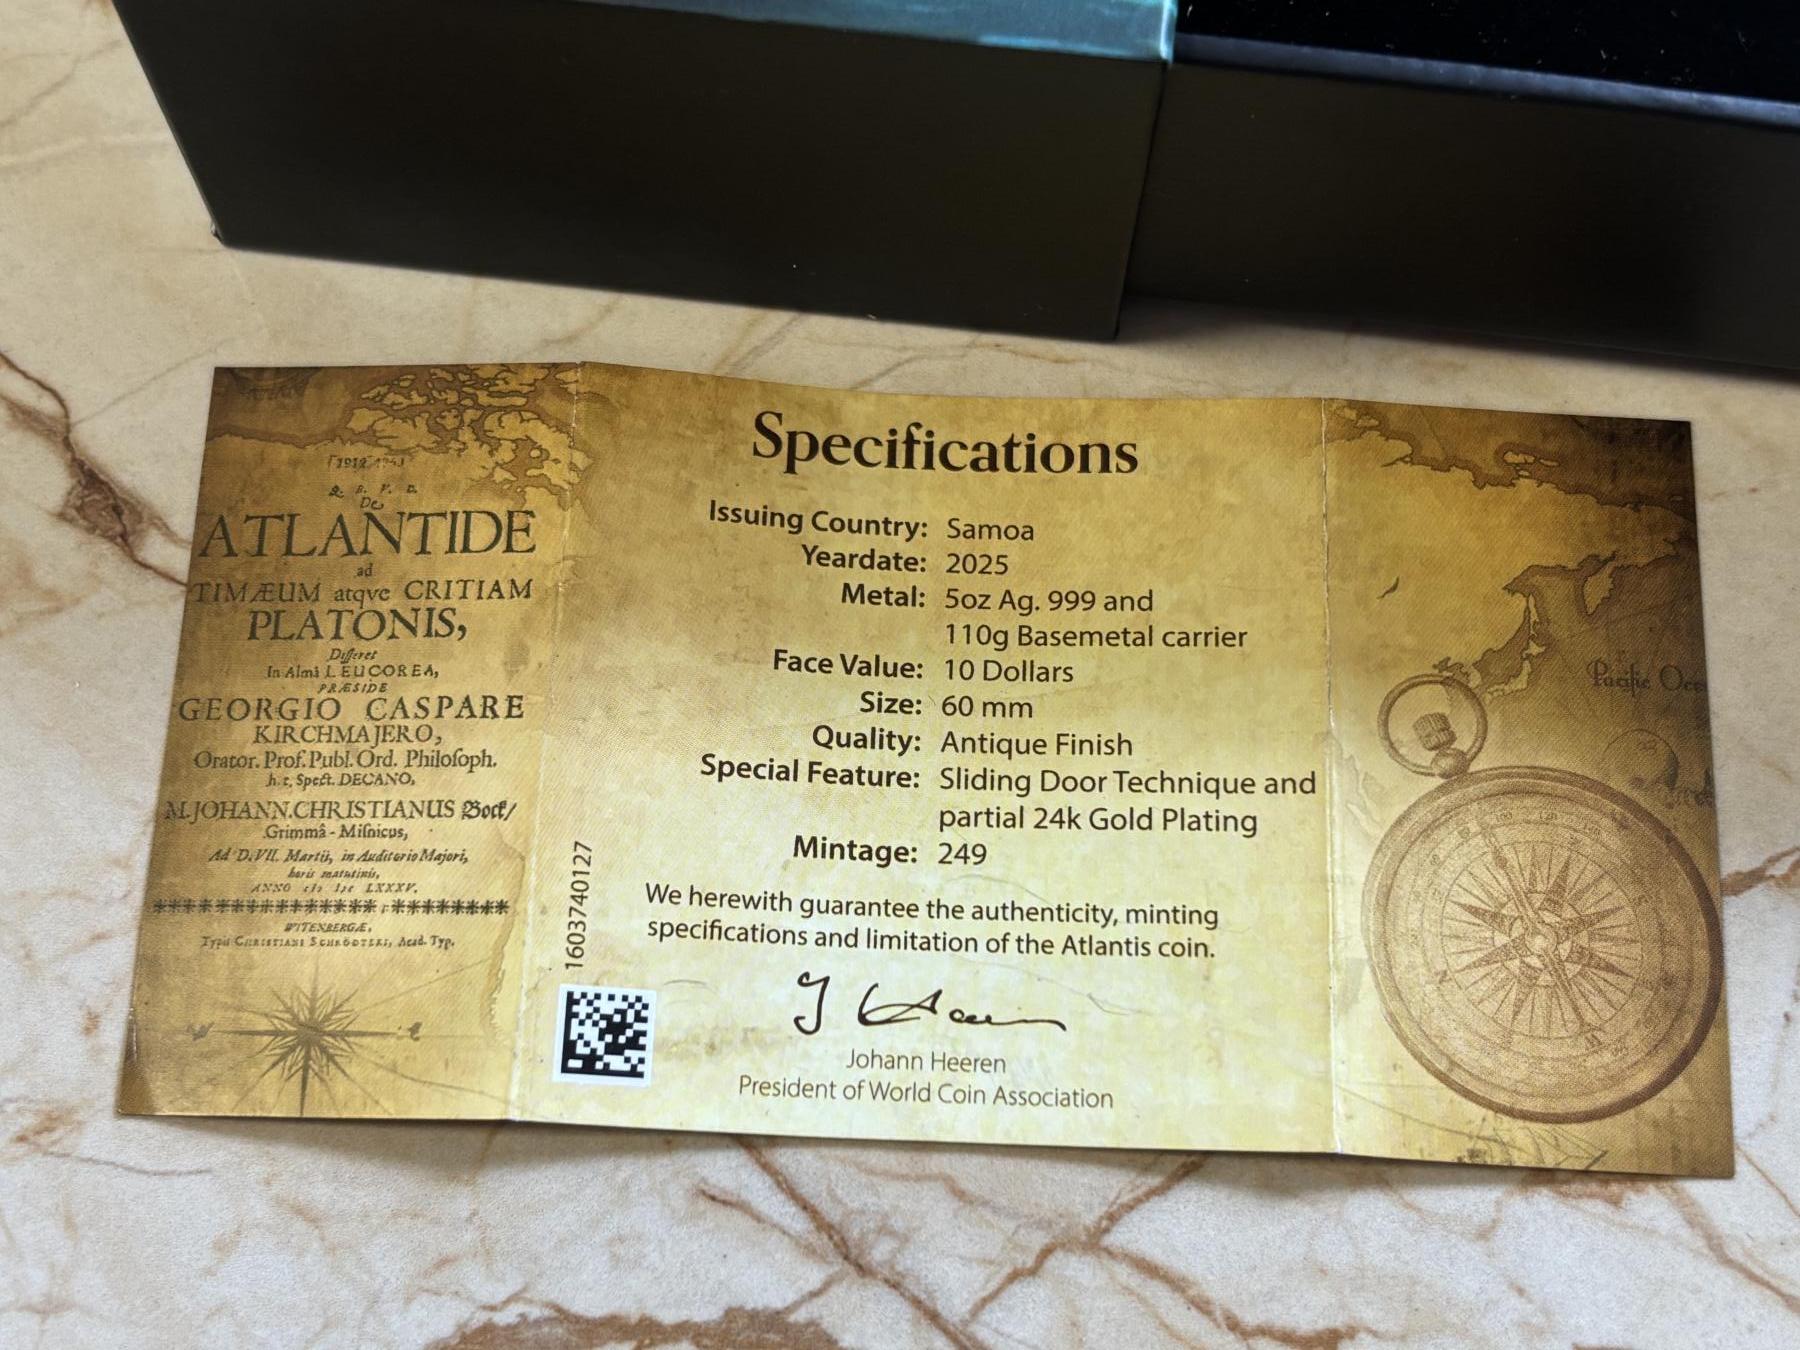 De
ATLANTIDE
ad
TIMÆUM atqve CRITIAM
PLATONIS,
Differet
In Almâ LEUCOREA,
PRÆSIDE
GEORGIO CASPARE
KIRCHMAJERO,
Orator. Prof. Publ. Ord. Philoſoph.
h. t. Spect. DECANO,
M. JOHANN. CHRISTIANUS Bock/
Grimmâ - Miſnicus,
Ad D. VII. Martii, in Auditorio Majori,
horis matutinis,
ANNO LXXXV.
WITENBERGÆ,
Typis CHRISTIANI SCHRÖDTERI, Acad. Typ.
Specifications
Issuing Country: Samoa
Yeardate: 2025
Metal: 5oz Ag. 999 and
110g Basemetal carrier
Face Value: 10 Dollars
Size: 60 mm
Quality: Antique Finish
Special Feature: Sliding Door Technique and
partial 24k Gold Plating
Mintage: 249
We herewith guarantee the authenticity, minting
specifications and limitation of the Atlantis coin.
Johann Heeren
President of World Coin Association
1603740127
Pacific Oce